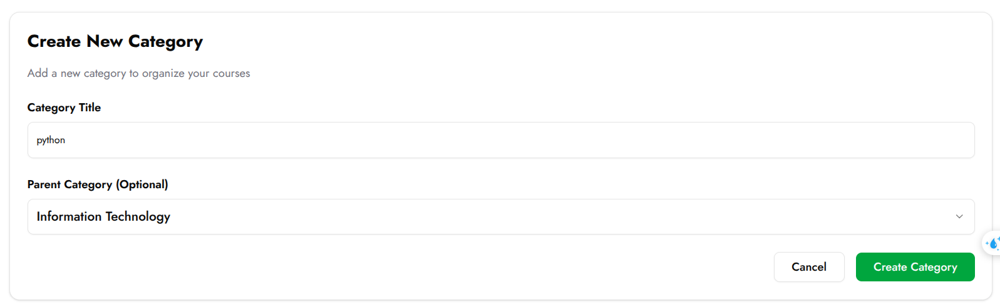 Create New Category
Add a new category to organize your courses
Category Title
python
Parent Category (Optional)
Information Technology
Cancel
Create Category